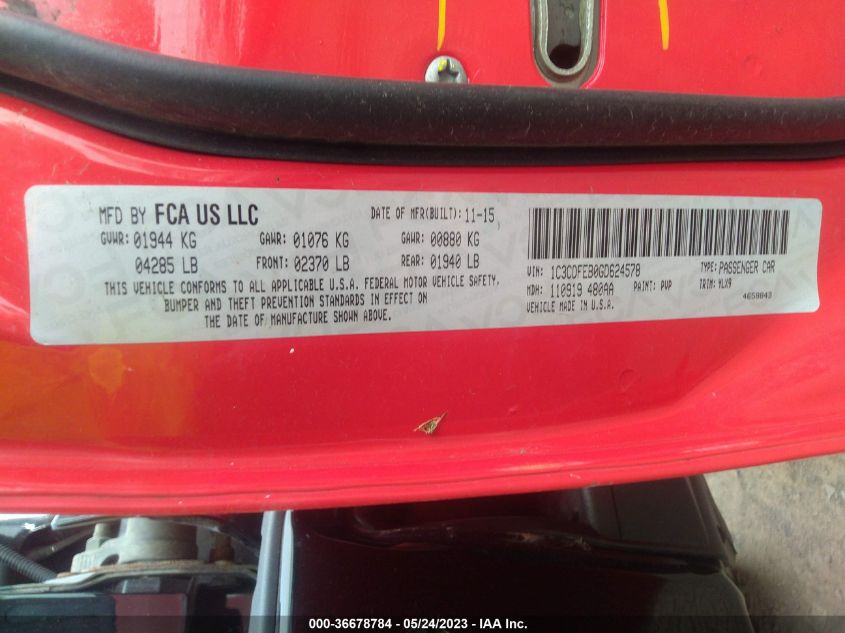 MFD BY FCA US LLC DATE OF MFR(BUILT): 11-15
GVWR: 01944 KG GAWR: 01076 KG GAWR: 00880 KG
04285 LB FRONT: 02370 LB REAR: 01940 LB
THIS VEHICLE CONFORMS TO ALL APPLICABLE U.S.A. FEDERAL MOTOR VEHICLE SAFETY,
BUMPER AND THEFT PREVENTION STANDARDS IN EFFECT ON
THE DATE OF MANUFACTURE SHOWN ABOVE.
VIN: 1C3CDFEB0GD624578 TYPE: PASSENGER CAR
MDH: 110919 480AA PAINT: PVP TRIM: VLX9
VEHICLE MADE IN U.S.A. 4658843
000-36678784 - 05/24/2023 - IAA Inc.